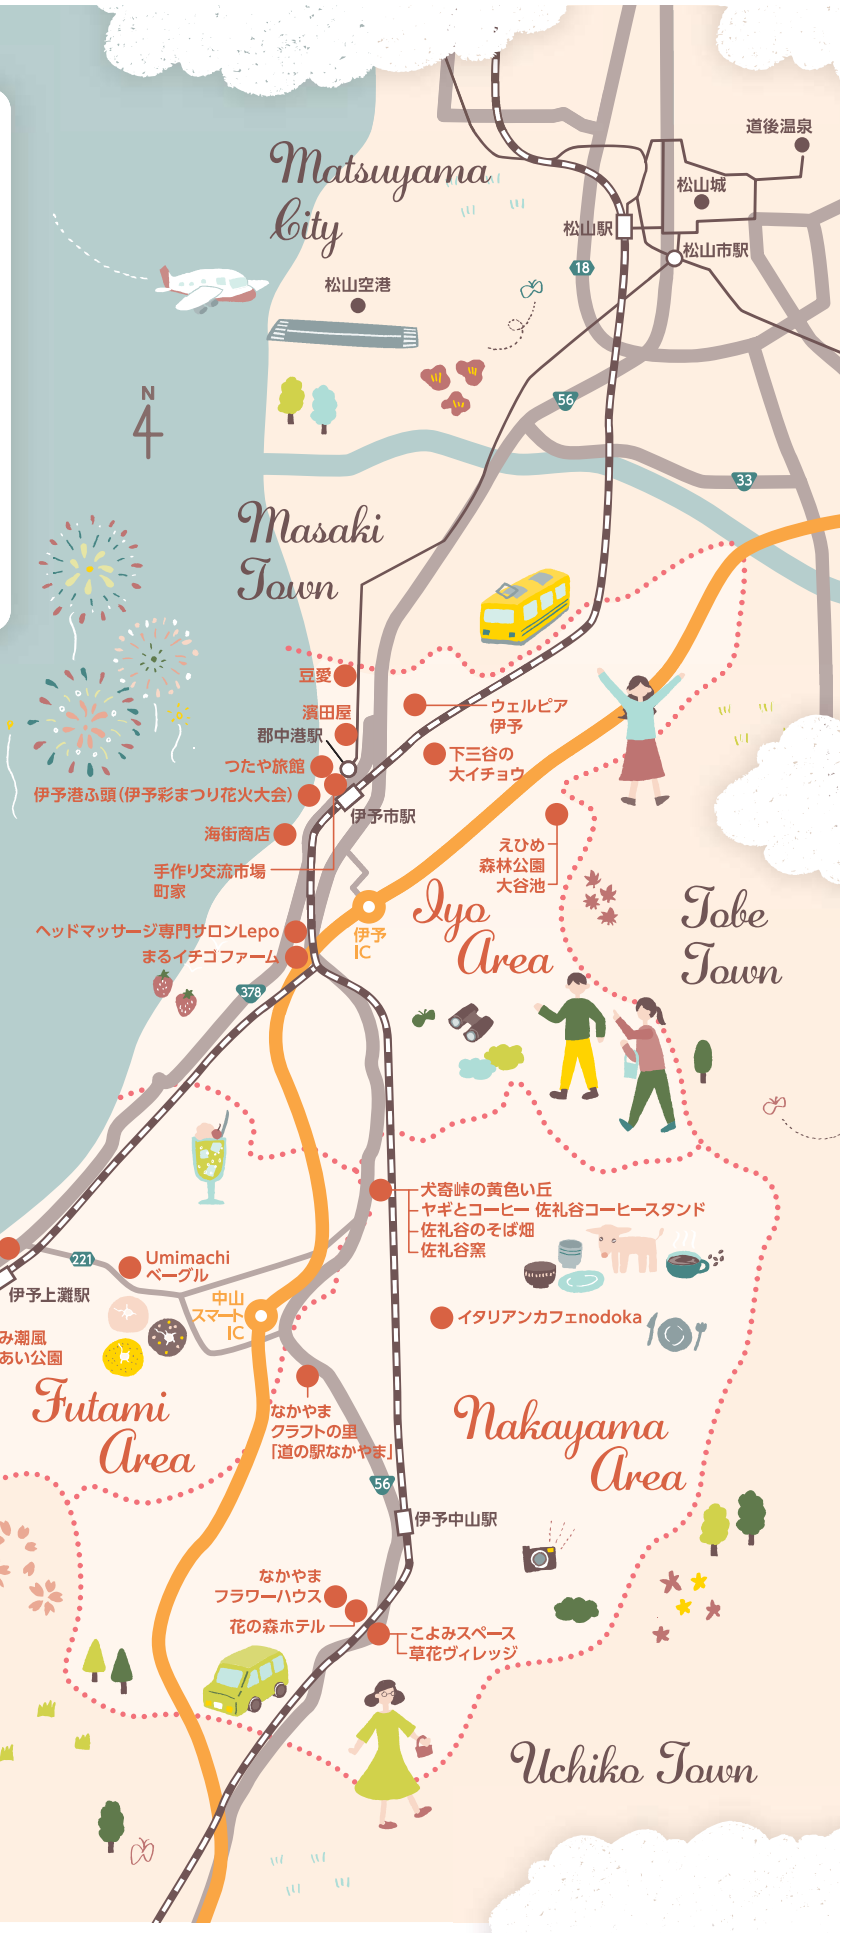 道後温泉
Matsuyama
City
松山城
松山駅
松山市駅
18
松山空港
56
N
33
Masaki
Town
豆愛
ウェルピア
伊予
濱田屋
郡中港駅
下三谷の
大イチョウ
つたや旅館
伊予港ふ頭（伊予彩まつり花火大会）
伊予市駅
海街商店
えひめ
森林公園
大谷池
手作り交流市場
町家
Iyo
Area
Tobe
Town
ヘッドマッサージ専門サロンLepo
伊予
IC
まるイチゴファーム
378
犬寄峠の黄色い丘
ヤギとコーヒー 佐礼谷コーヒースタンド
佐礼谷のそば畑
佐礼谷窯
221
Umimachi
ベーグル
伊予上灘駅
中山
スマート
IC
イタリアンカフェnodoka
み潮風
あい公園
Futami
Area
なかやま
クラフトの里
「道の駅なかやま」
Nakayama
Area
56
伊予中山駅
なかやま
フラワーハウス
花の森ホテル
こよみスペース
草花ヴィレッジ
Uchiko Town